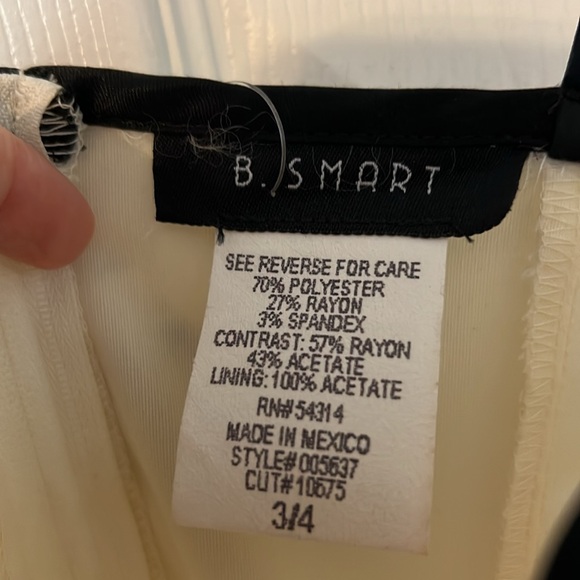 B. SMART
SEE REVERSE FOR CARE
70% POLYESTER
27% RAYON
3% SPANDEX
CONTRAST: 57% RAYON
43% ACETATE
LINING: 100% ACETATE
RN# 54314
MADE IN MEXICO
STYLE# 005637
CUT# 10675
3/4